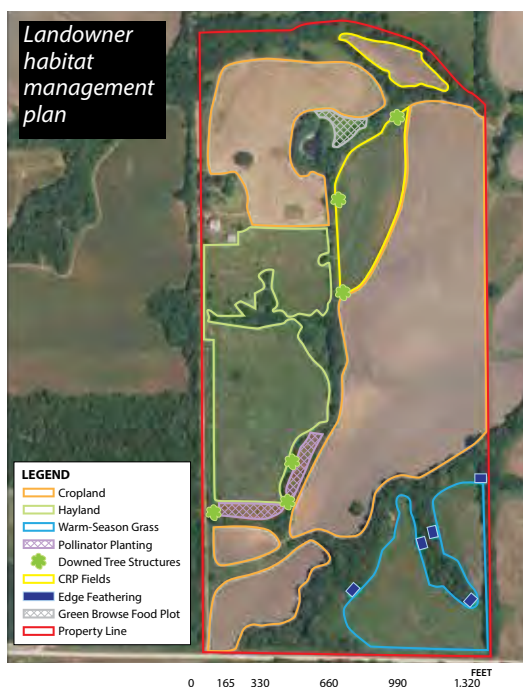 Landowner
habitat
management
plan
LEGEND
Cropland
Hayland
Warm-Season Grass
Pollinator Planting
Downed Tree Structures
CRP Fields
Edge Feathering
Green Browse Food Plot
Property Line
FEET
0 165 330 660 990 1.320